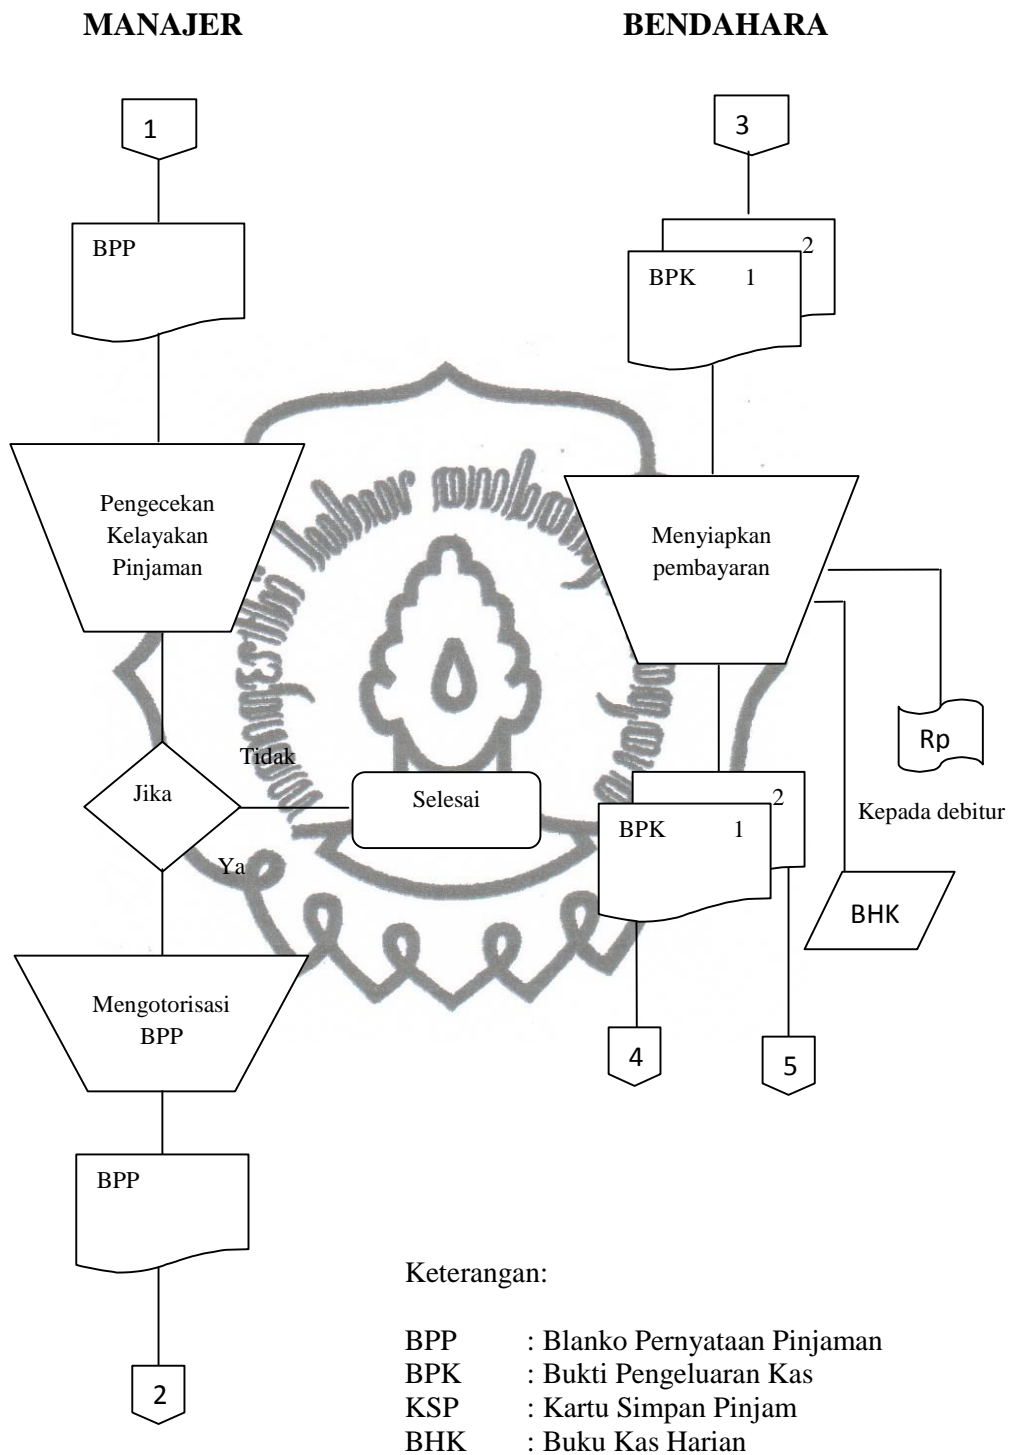 MANAJER
1
BPP
Pengecekan
Kelayakan
Pinjaman
Jika
Tidak
Selesai
Ya
Mengotorisasi
BPP
BPP
2
BENDAHARA
3
2
BPK 1
Menyiapkan
pembayaran
Rp
Kepada debitur
2
BPK 1
BHK
4
5
Keterangan:
BPP : Blanko Pernyataan Pinjaman
BPK : Bukti Pengeluaran Kas
KSP : Kartu Simpan Pinjam
BHK : Buku Kas Harian